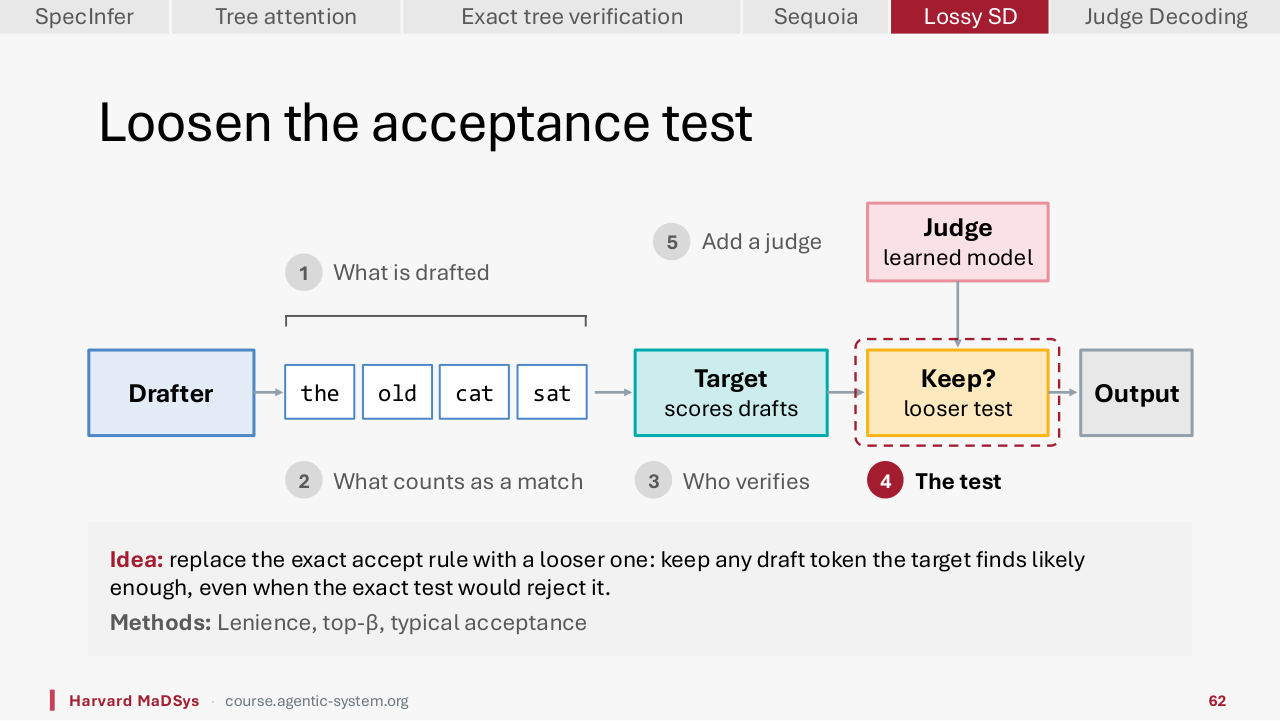 SpecInfer
Tree attention
Exact tree verification
Sequoia
Lossy SD
Judge Decoding
Loosen the acceptance test
Judge
learned model
5 Add a judge
1 What is drafted
Drafter
the
old
cat
sat
Target
scores drafts
Keep?
looser test
Output
2 What counts as a match
3 Who verifies
4 The test
Idea: replace the exact accept rule with a looser one: keep any draft token the target finds likely
enough, even when the exact test would reject it.
Methods: Lenience, top-β, typical acceptance
Harvard MaDSys · course.agentic-system.org
62